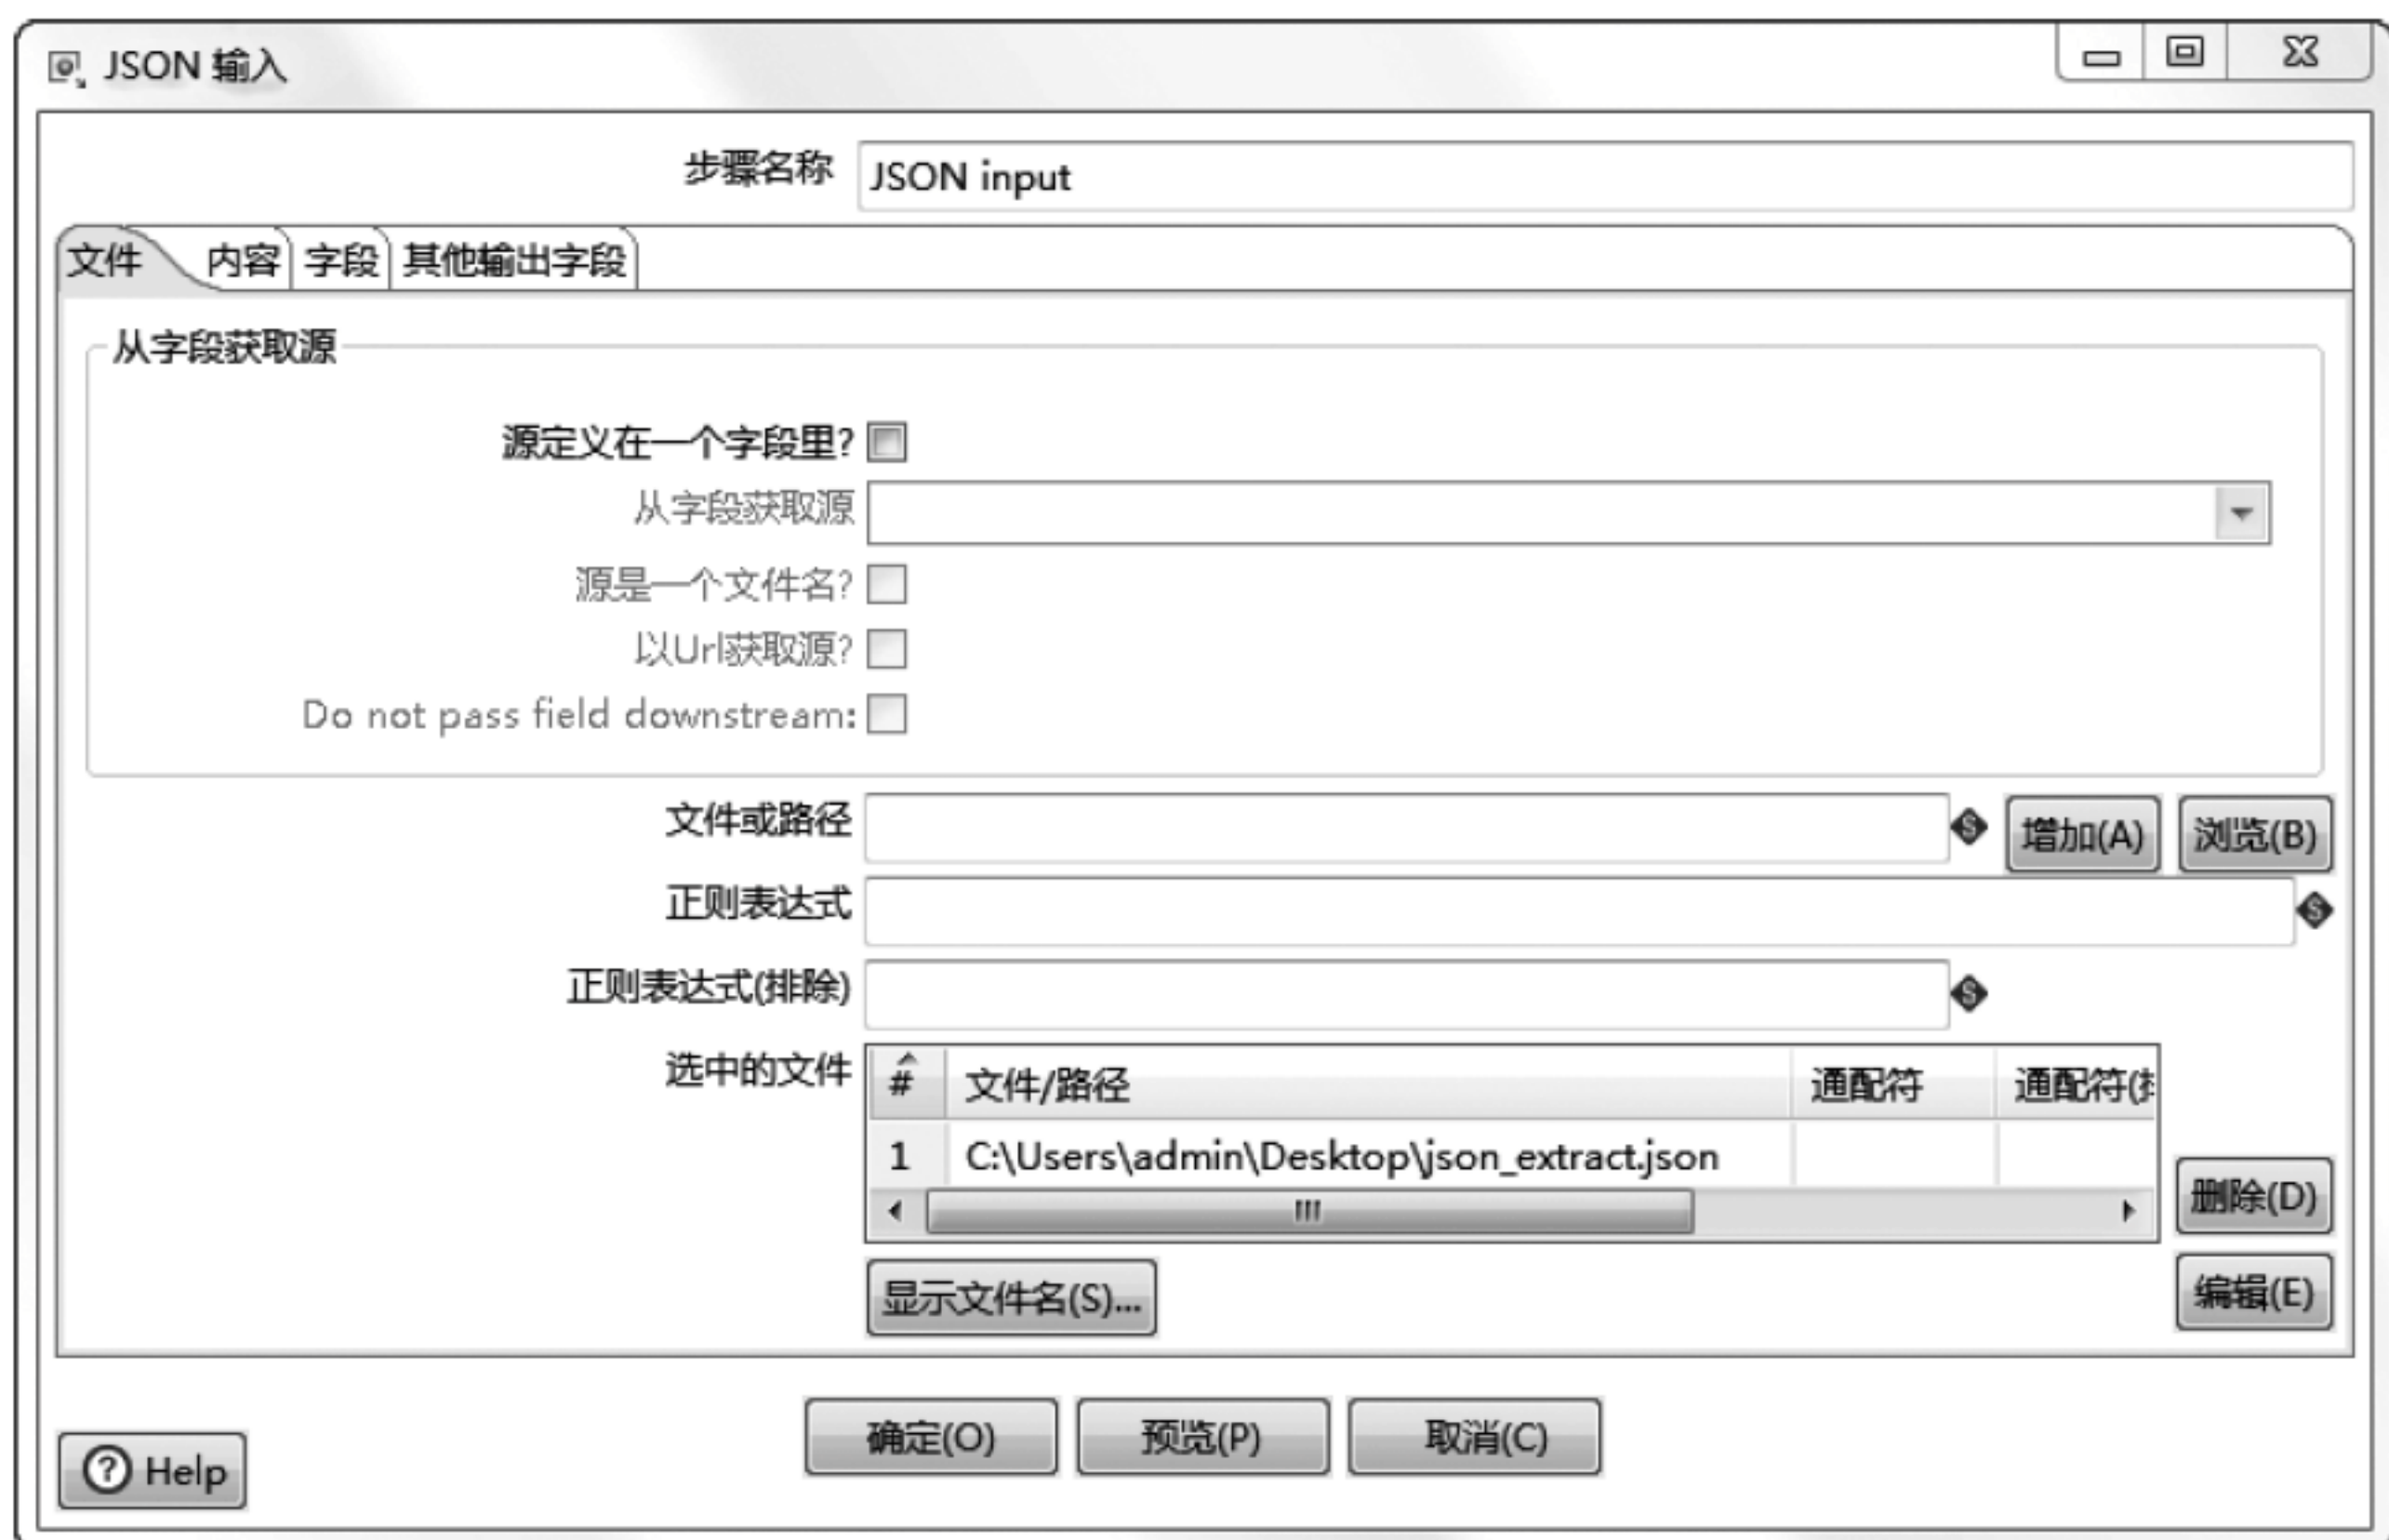 JSON 输入
步骤名称 JSON input
文件 内容 字段 其他输出字段
从字段获取源
源定义在一个字段里?
从字段获取源
源是一个文件名?
以Url获取源?
Do not pass field downstream:
文件或路径 增加(A) 浏览(B)
正则表达式
正则表达式(排除)
选中的文件 # 文件/路径 通配符 通配符(
1 C:\Users\admin\Desktop\json_extract.json
删除(D)
显示文件名(S)... 编辑(E)
确定(O) 预览(P) 取消(C)
Help